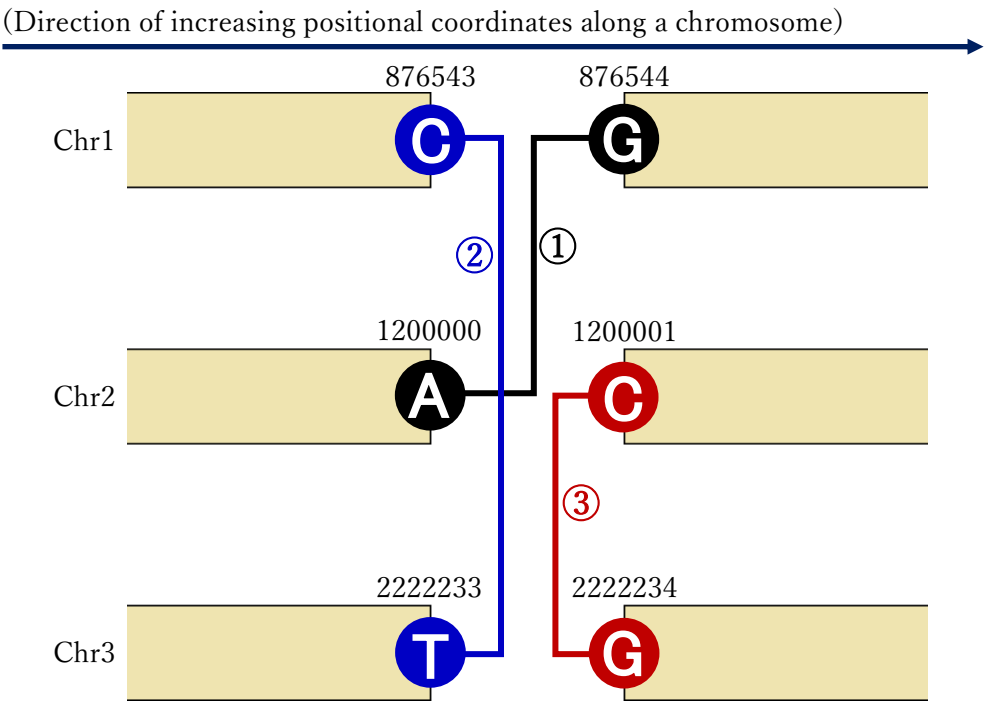 (Direction of increasing positional coordinates along a chromosome)
876543 876544
Chr1 C G
② ①
1200000 1200001
Chr2 A C
③
2222233 2222234
Chr3 T G